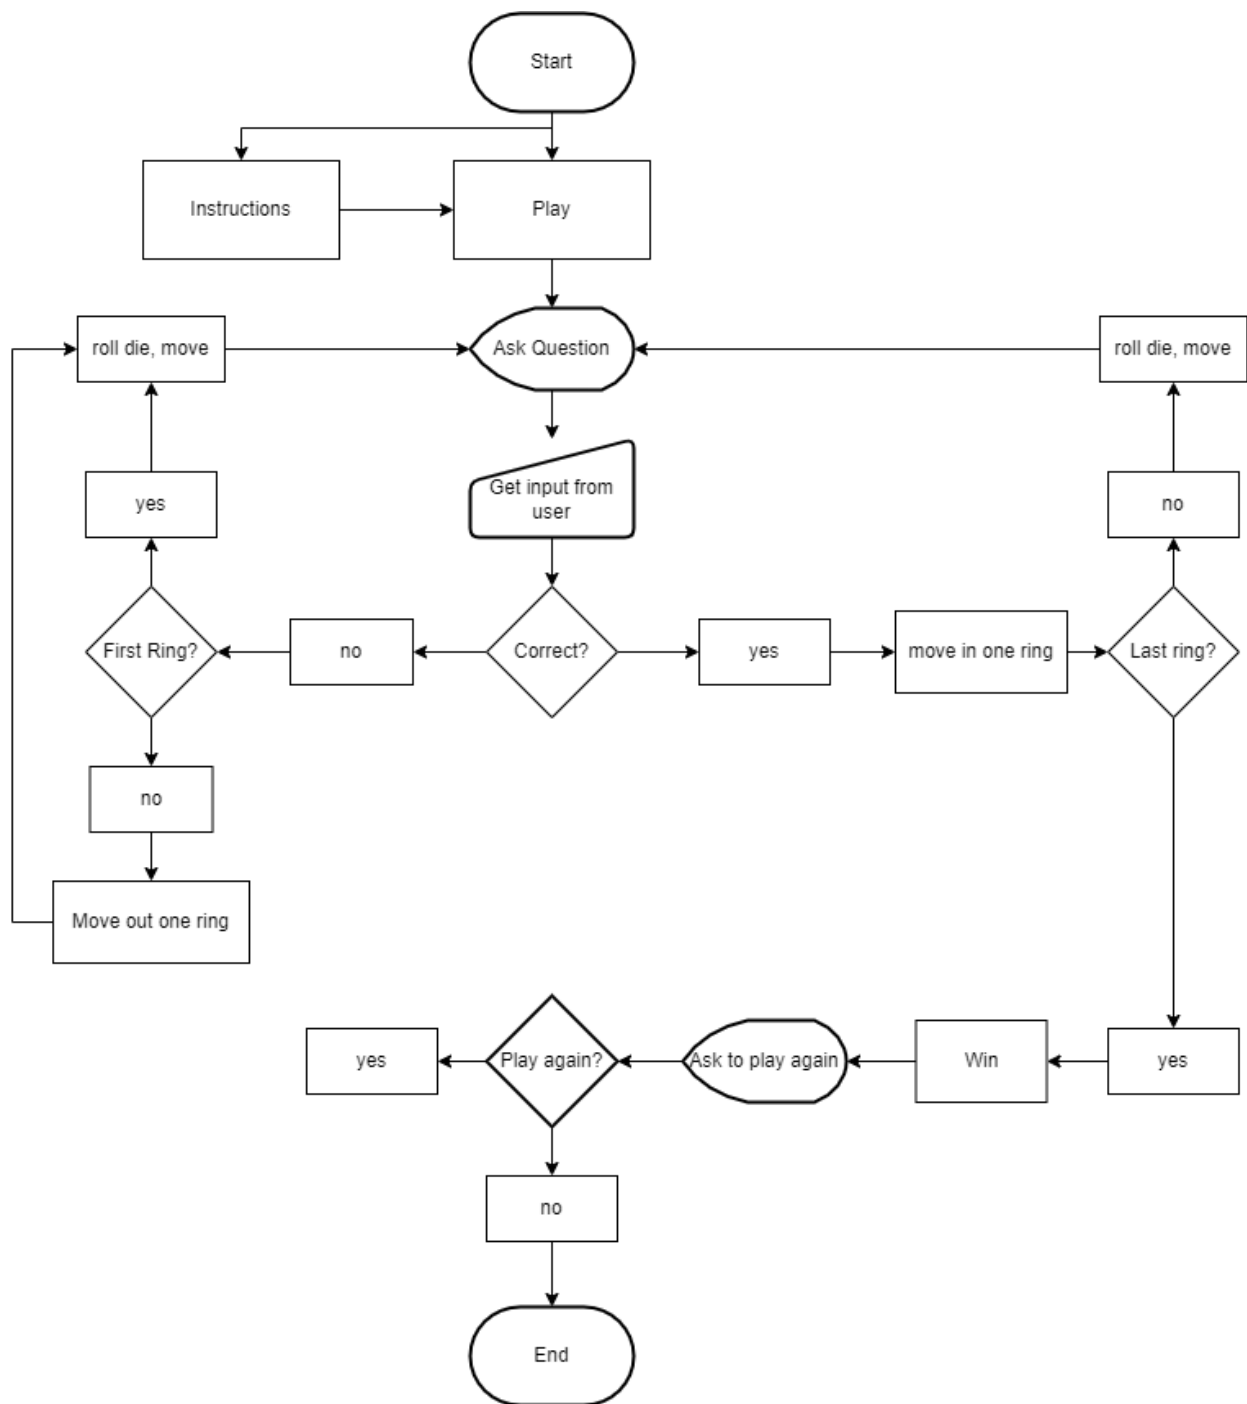 Start
Instructions
Play
roll die, move
Ask Question
roll die, move
yes
Get input from
user
no
First Ring?
no
Correct?
yes
move in one ring
Last ring?
no
Move out one ring
yes
Play again?
Ask to play again
Win
yes
no
End